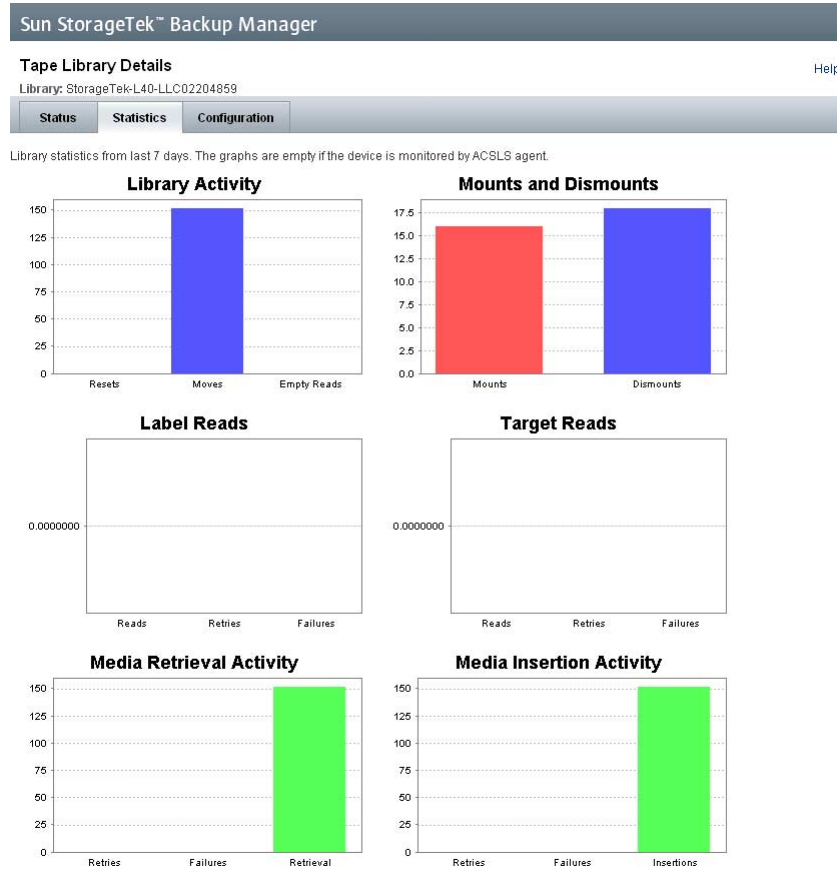 Sun StorageTek™ Backup Manager
Tape Library Details
Help
Library: StorageTek-L40-LLC02204859
Status Statistics Configuration
Library statistics from last 7 days. The graphs are empty if the device is monitored by ACSLS agent.
Library Activity
150
125
100
75
50
25
0
Resets Moves Empty Reads
Mounts and Dismounts
17.5
15.0
12.5
10.0
7.5
5.0
2.5
0.0
Mounts Dismounts
Label Reads
0.0000000
Reads Retries Failures
Target Reads
0.0000000
Reads Retries Failures
Media Retrieval Activity
150
125
100
75
50
25
0
Retries Failures Retrieval
Media Insertion Activity
150
125
100
75
50
25
0
Retries Failures Insertions